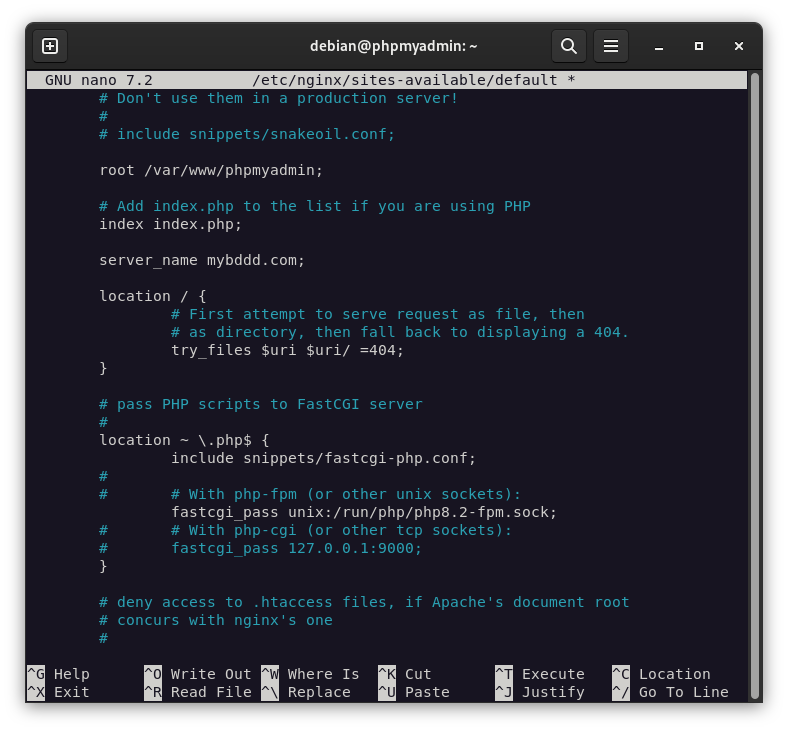 debian@phpmyadmin: ~
GNU nano 7.2 /etc/nginx/sites-available/default *
# Don't use them in a production server!
#
# include snippets/snakeoil.conf;
root /var/www/phpmyadmin;
# Add index.php to the list if you are using PHP
index index.php;
server_name mybddd.com;
location / {
# First attempt to serve request as file, then
# as directory, then fall back to displaying a 404.
try_files $uri $uri/ =404;
}
# pass PHP scripts to FastCGI server
#
location ~ \.php$ {
include snippets/fastcgi-php.conf;
#
# # With php-fpm (or other unix sockets):
fastcgi_pass unix:/run/php/php8.2-fpm.sock;
# # With php-cgi (or other tcp sockets):
# fastcgi_pass 127.0.0.1:9000;
}
# deny access to .htaccess files, if Apache's document root
# concurs with nginx's one
#
^G Help ^O Write Out ^W Where Is ^K Cut ^T Execute ^C Location
^X Exit ^R Read File ^\ Replace ^U Paste ^J Justify ^/ Go To Line